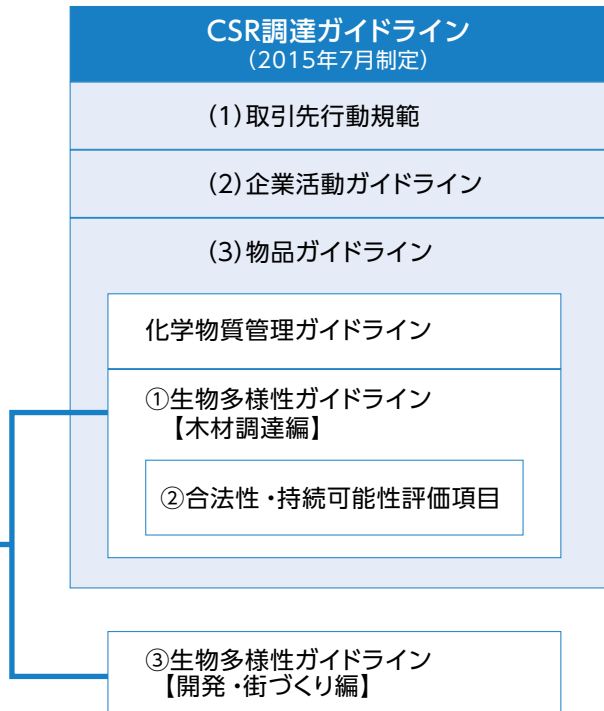 CSR調達ガイドライン
（2015年7月制定）
（1）取引先行動規範
（2）企業活動ガイドライン
（3）物品ガイドライン
化学物質管理ガイドライン
①生物多様性ガイドライン
【木材調達編】
②合法性・持続可能性評価項目
③生物多様性ガイドライン
【開発・街づくり編】